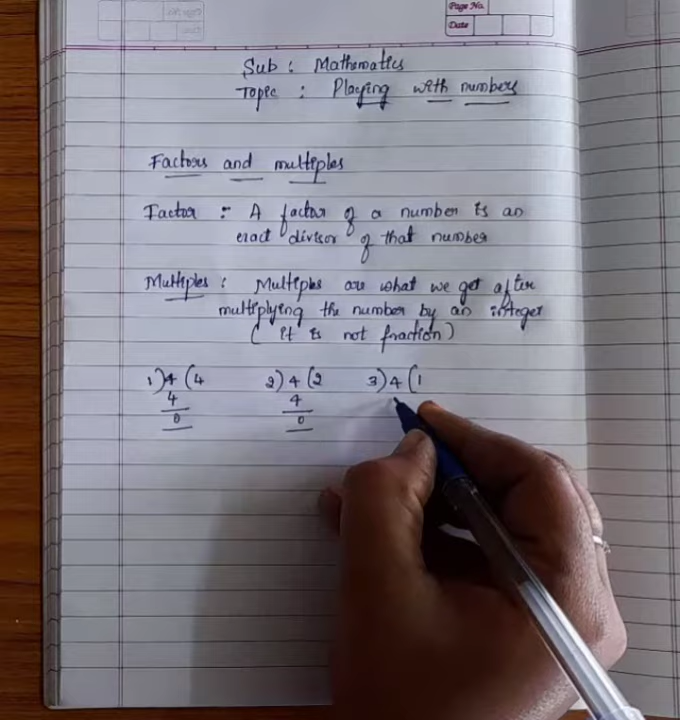 Page No.
Date
Sub : Mathematics
Topic : Playing with numbers
Factors and multiples
Factor :- A factor of a number is an
exact divisor of that number
Multiples : Multiples are what we get after
multiplying the number by an integer
( it is not fraction )
1)4(4 2)4(2 3)4(1
4 4
0 0